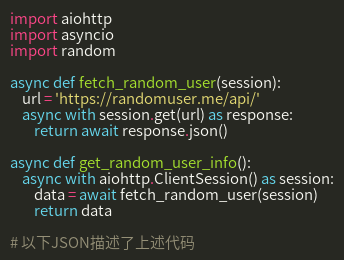 import aiohttp
import asyncio
import random

async def fetch_random_user(session):
    url = 'https://randomuser.me/api/'
    async with session.get(url) as response:
        return await response.json()

async def get_random_user_info():
    async with aiohttp.ClientSession() as session:
        data = await fetch_random_user(session)
        return data

# 以下JSON描述了上述代码